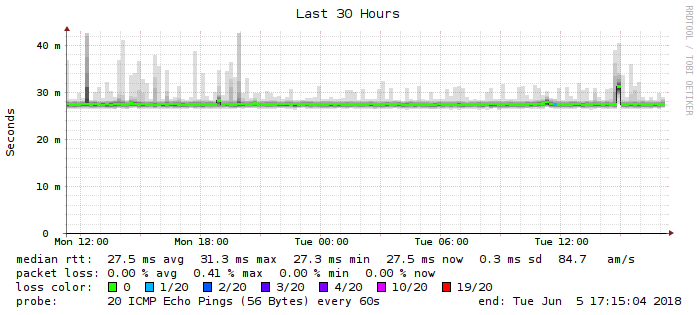 Last 30 Hours
RRDTOOL / TOBI OETIKER
Seconds
40 m
30 m
20 m
10 m
0
Mon 12:00 Mon 18:00 Tue 00:00 Tue 06:00 Tue 12:00
median rtt: 27.5 ms avg 31.3 ms max 27.3 ms min 27.5 ms now 0.3 ms sd 84.7 am/s
packet loss: 0.00 % avg 0.41 % max 0.00 % min 0.00 % now
loss color: 0 1/20 2/20 3/20 4/20 10/20 19/20
probe: 20 ICMP Echo Pings (56 Bytes) every 60s end: Tue Jun 5 17:15:04 2018